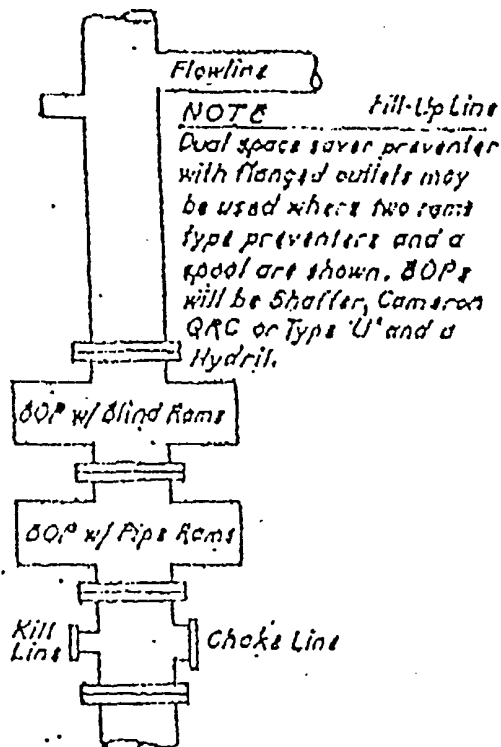 Flowline
NOTE
Fill-Up Line
Dual space saver preventer
with flanged outlets may
be used where two rams
type preventers and a
spool are shown. BOPs
will be Shaffer, Cameron
QRC or Type 'U' and a
Hydril.
BOP w/ Blind Rams
BOP w/ Pipe Rams
Kill
Line
Choke Line